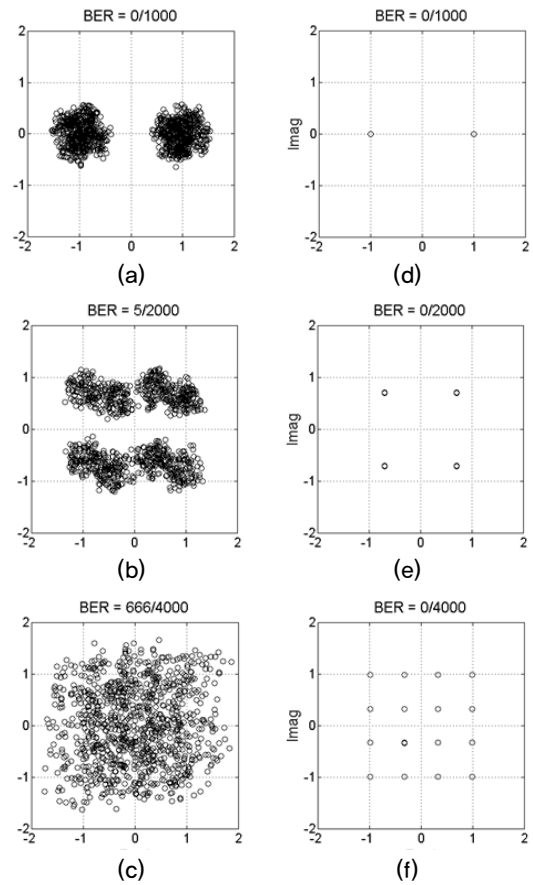 BER = 0/1000
2
1
0
-1
-2
-2 -1 0 1 2
(a)
BER = 0/1000
2
1
0
-1
-2
Imag
-2 -1 0 1 2
(d)
BER = 5/2000
2
1
0
-1
-2
-2 -1 0 1 2
(b)
BER = 0/2000
2
1
0
-1
-2
Imag
-2 -1 0 1 2
(e)
BER = 666/4000
2
1
0
-1
-2
-2 -1 0 1 2
(c)
BER = 0/4000
2
1
0
-1
-2
Imag
-2 -1 0 1 2
(f)